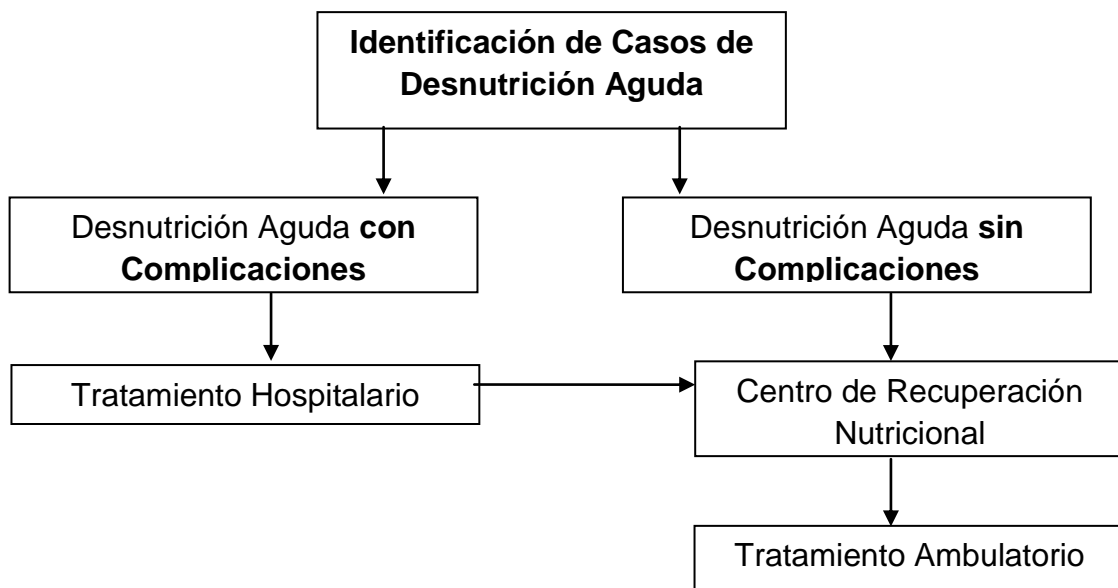 Identificación de Casos de
Desnutrición Aguda
Desnutrición Aguda con
Complicaciones
Desnutrición Aguda sin
Complicaciones
Tratamiento Hospitalario
Centro de Recuperación
Nutricional
Tratamiento Ambulatorio